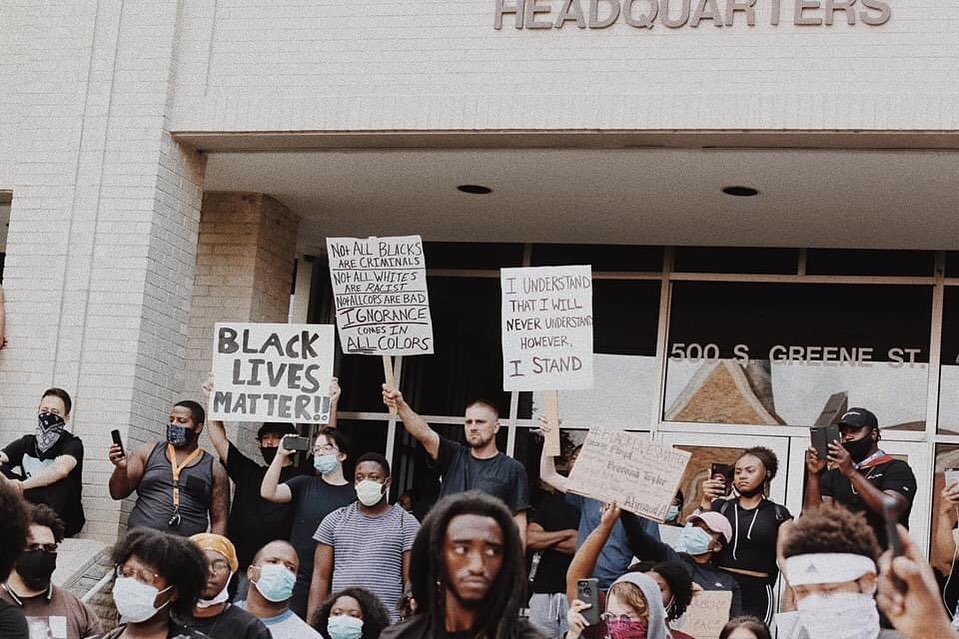 HEADQUARTERS
NOT ALL BLACKS
ARE CRIMINALS
NOT ALL WHITES
ARE RACIST
NOT ALL COPS ARE BAD
IGNORANCE
COMES IN
ALL COLORS
I UNDERSTAND
THAT I WILL
NEVER UNDERSTAND
HOWEVER,
I STAND
BLACK
LIVES
MATTER!!
500 S. GREENE ST.
Breonna Taylor
Ahmaud A